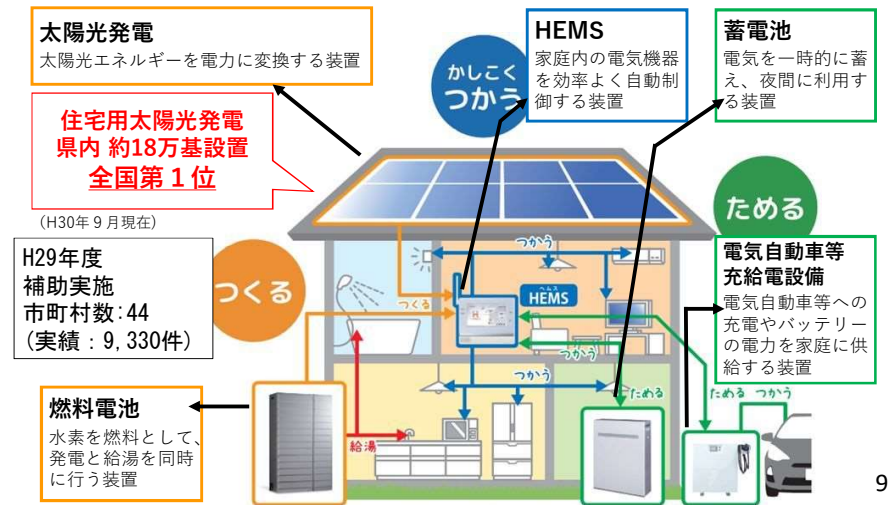 太陽光発電
太陽光エネルギーを電力に変換する装置
HEMS
家庭内の電気機器
を効率よく自動制
御する装置
蓄電池
電気を一時的に蓄
え、夜間に利用す
る装置
かしこく
つかう
住宅用太陽光発電
県内 約18万基設置
全国第１位
(H30年９月現在)
H29年度
補助実施
市町村数:44
(実績：9,330件)
つくる
ためる
電気自動車等
充給電設備
電気自動車等への
充電やバッテリー
の電力を家庭に供
給する装置
つかう
つくる
ヘムス
HEMS
つかう
つかう
ためる
ためる つかう
給湯
燃料電池
水素を燃料として、
発電と給湯を同時
に行う装置
9